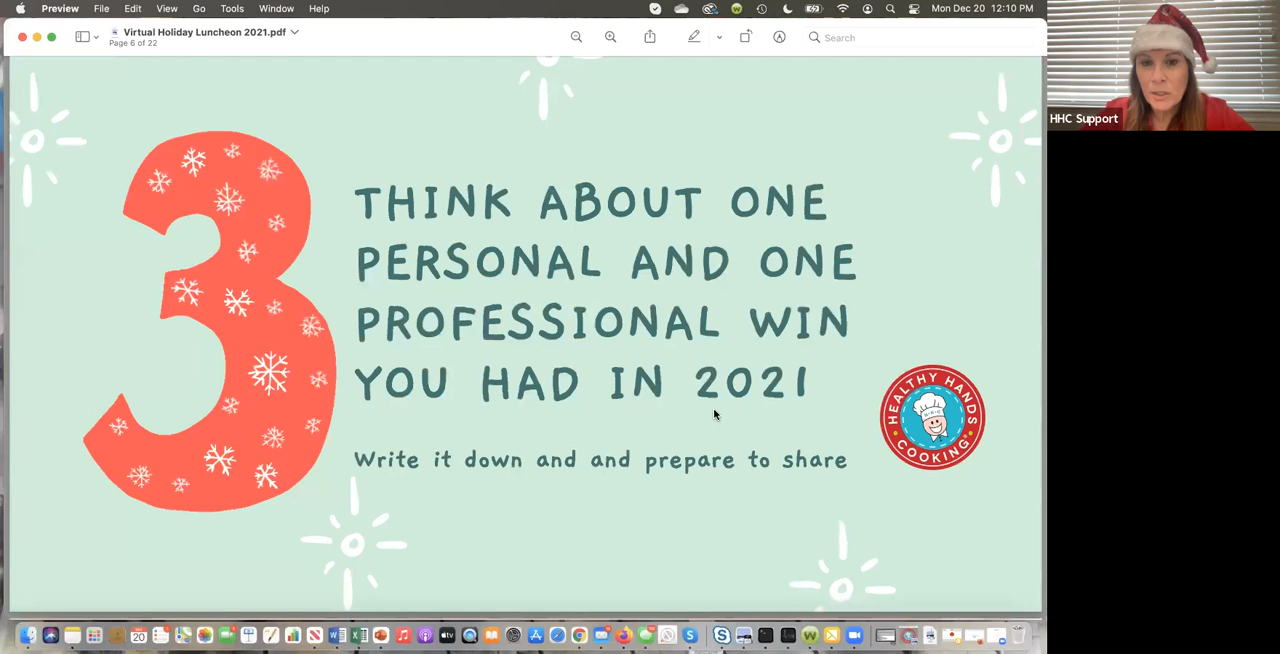 Preview File Edit View Go Tools Window Help
Mon Dec 20 12:10 PM
Virtual Holiday Luncheon 2021.pdf
Page 6 of 22
Search
HHC Support
3
THINK ABOUT ONE
PERSONAL AND ONE
PROFESSIONAL WIN
YOU HAD IN 2021
Write it down and and prepare to share
HEALTHY HANDS
COOKING